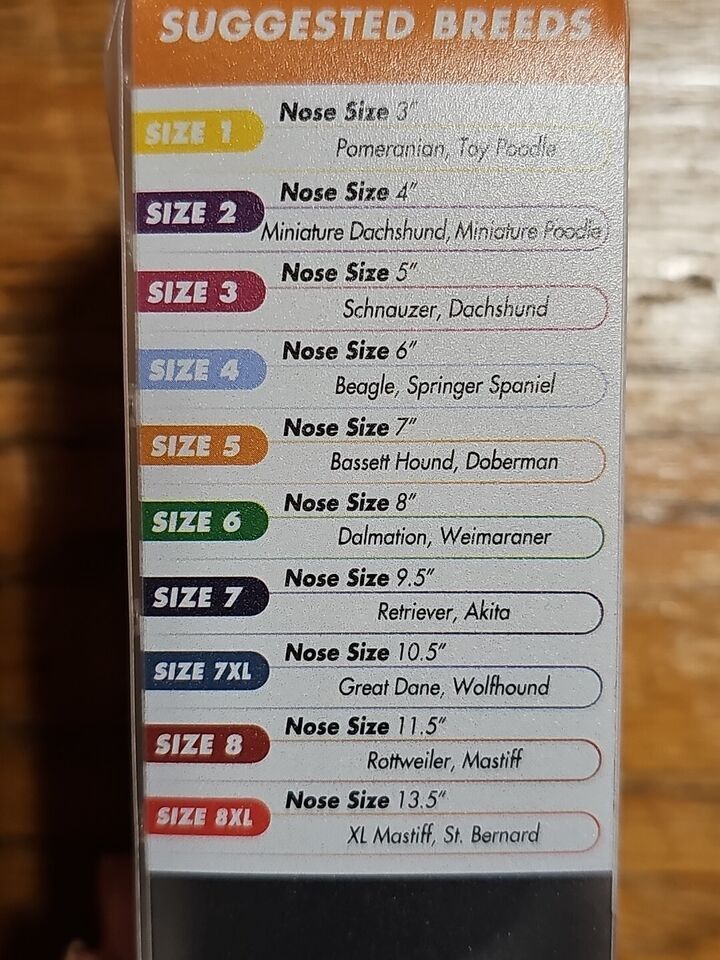 SUGGESTED BREEDS
SIZE 1
Nose Size 3"
Pomeranian, Toy Poodle
SIZE 2
Nose Size 4"
Miniature Dachshund, Miniature Poodle
SIZE 3
Nose Size 5"
Schnauzer, Dachshund
SIZE 4
Nose Size 6"
Beagle, Springer Spaniel
SIZE 5
Nose Size 7"
Bassett Hound, Doberman
SIZE 6
Nose Size 8"
Dalmation, Weimaraner
SIZE 7
Nose Size 9.5"
Retriever, Akita
SIZE 7XL
Nose Size 10.5"
Great Dane, Wolfhound
SIZE 8
Nose Size 11.5"
Rottweiler, Mastiff
SIZE 8XL
Nose Size 13.5"
XL Mastiff, St. Bernard